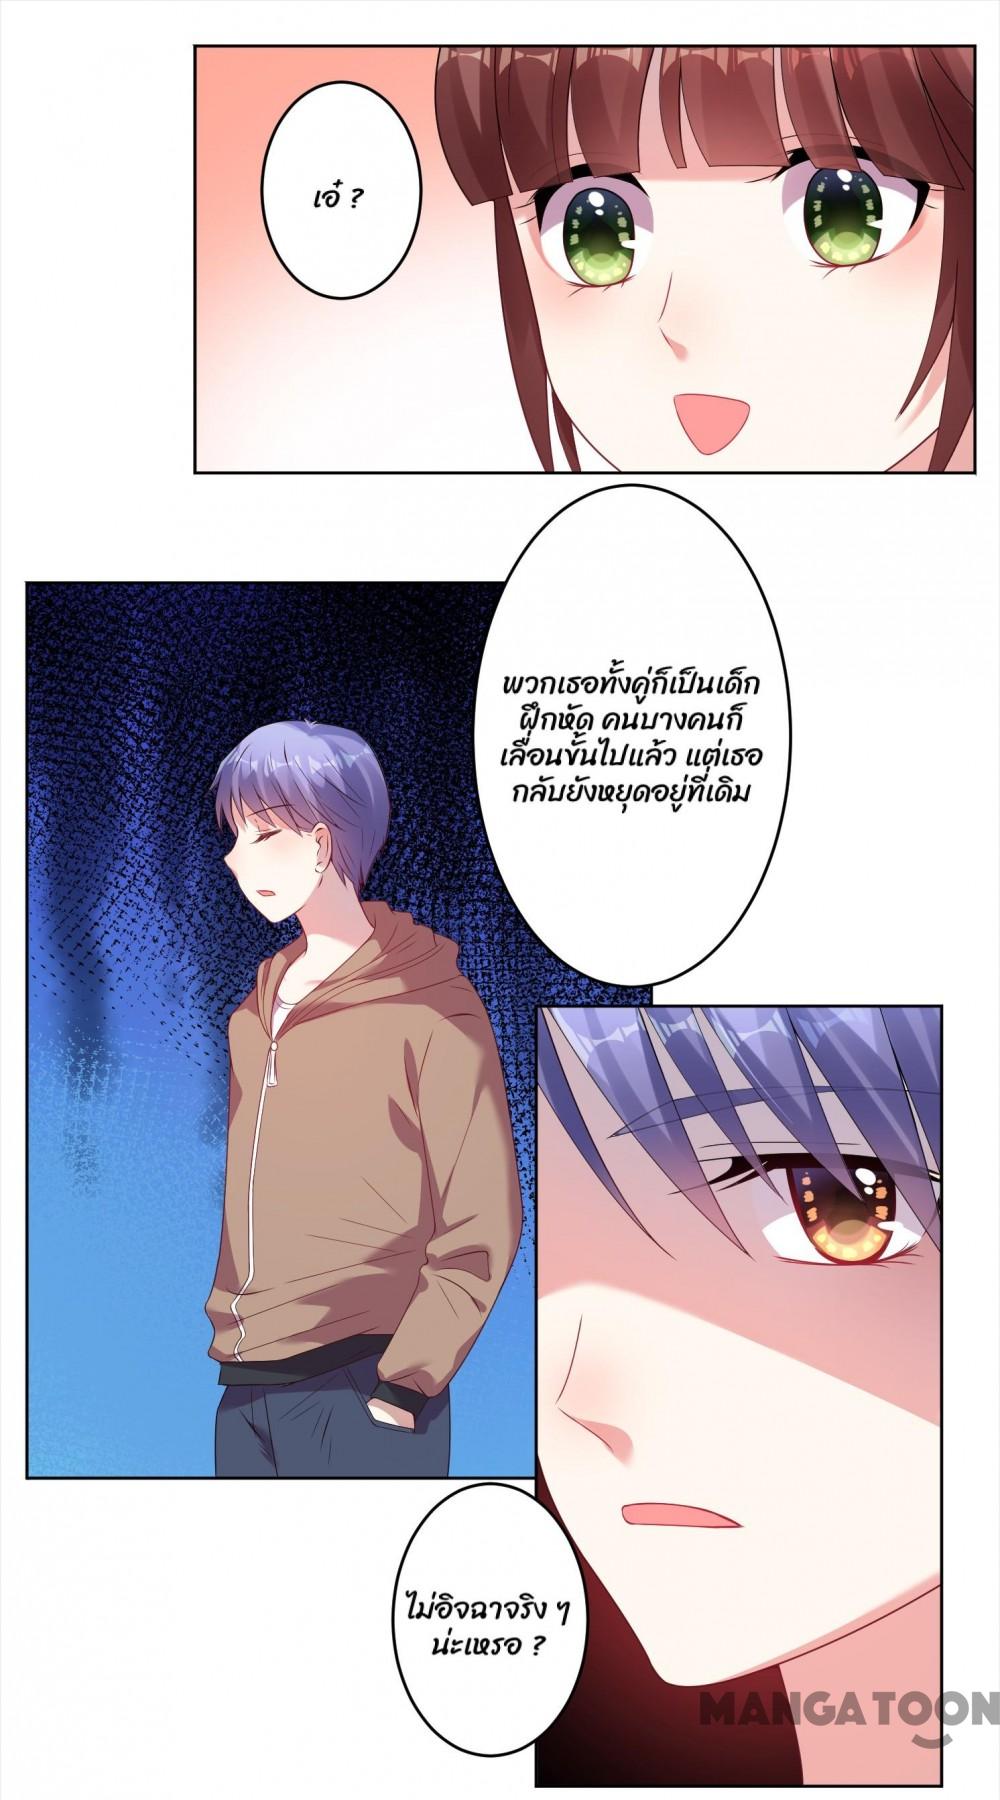 เอ๋ ?
พวกเธอทั้งคู่ก็เป็นเด็ก
ฝึกหัด คนบางคนก็
เลื่อนขั้นไปแล้ว แต่เธอ
กลับยังหยุดอยู่ที่เดิม
ไม่อิจฉาจริง ๆ
น่ะเหรอ ?
MANGATOON